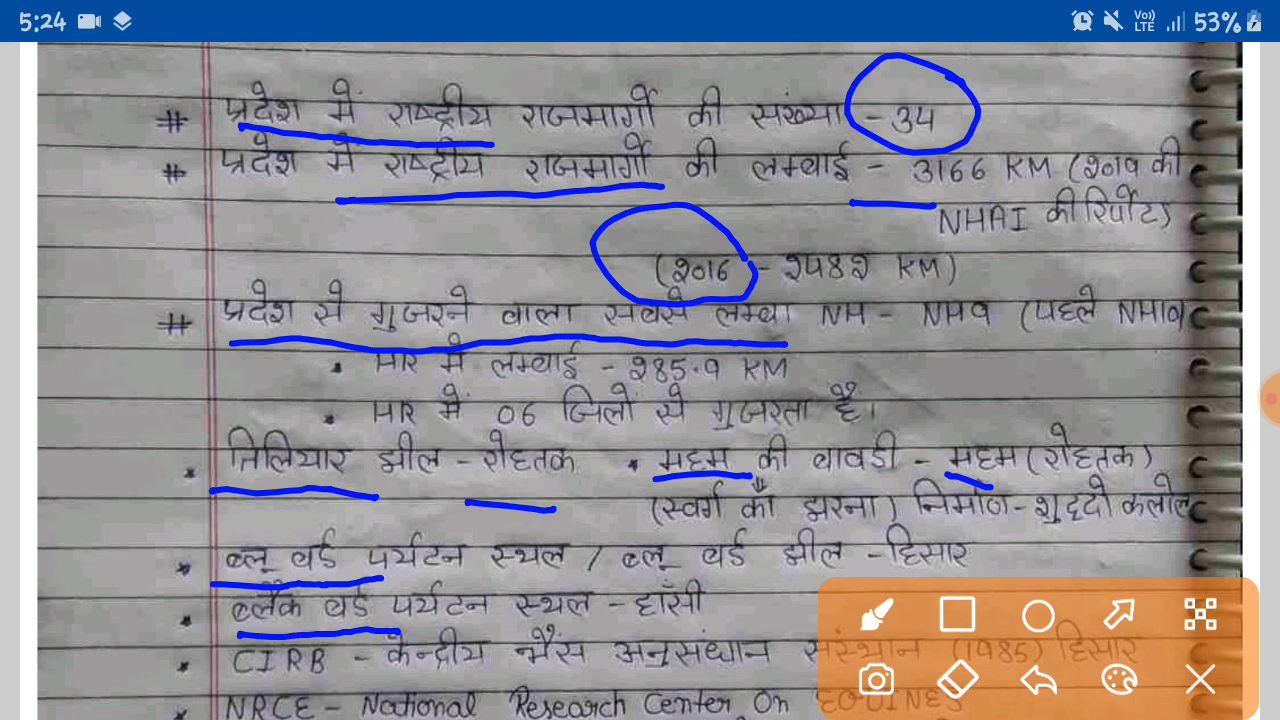 5:24 Vo)) LTE 53%
# प्रदेश में राष्ट्रीय राजमार्गों की संख्या - 34
# प्रदेश में राष्ट्रीय राजमार्गों की लम्बाई - 3166 KM (2019 की
NHAI की रिर्पोट)
(2016 - 2482 KM)
# प्रदेश से गुजरने वाला सबसे लम्बा NH - NH9 (पहले NH10)
• HR में लम्बाई - 285.9 KM
• HR में 06 जिलो से गुजरता है।
• तिलियार झील - रोहतक • महम की बावडी - महम (रोहतक)
(स्वर्ग का झरना) निर्माण - कलोल
• ब्लू बर्ड पर्यटन स्थल / ब्लू बर्ड झील - हिसार
• ब्लैक बर्ड पर्यटन स्थल - हाँसी
• CIRB - केन्द्रीय भैंस अनुसंधान संस्थान (1985) हिसार
• NRCE - National Research Center On EQUINES